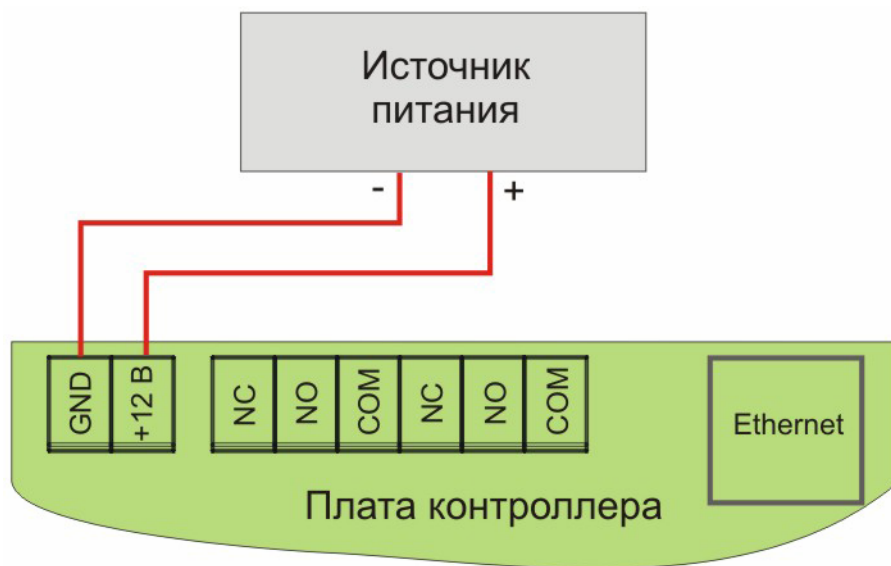 Источник
питания
- +
GND +12 В NC NO COM NC NO COM Ethernet
Плата контроллера